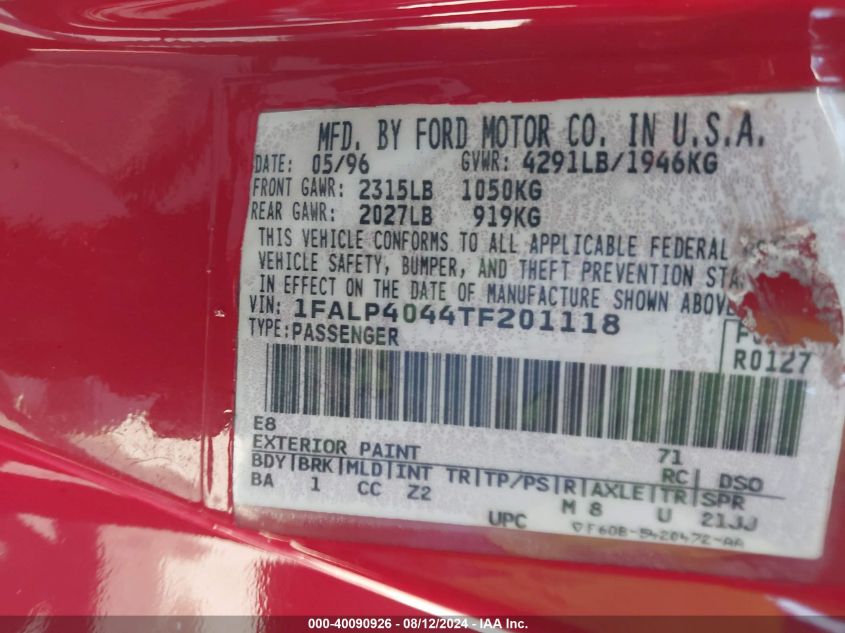 MFD. BY FORD MOTOR CO. IN U.S.A.
DATE: 05/96 GVWR: 4291LB/1946KG
FRONT GAWR: 2315LB 1050KG
REAR GAWR: 2027LB 919KG
THIS VEHICLE CONFORMS TO ALL APPLICABLE FEDERAL
VEHICLE SAFETY, BUMPER, AND THEFT PREVENTION STA
IN EFFECT ON THE DATE OF MANUFACTURE SHOWN ABOVE
VIN: 1FALP4044TF201118
TYPE: PASSENGER
R0127
E8 71
EXTERIOR PAINT RC DSO
BDY BRK MLD INT TR TP/PS R AXLE TR SPR
BA 1 CC Z2 M 8 U 21JJ
UPC F60B-5420472-AA
000-40090926 - 08/12/2024 - IAA Inc.